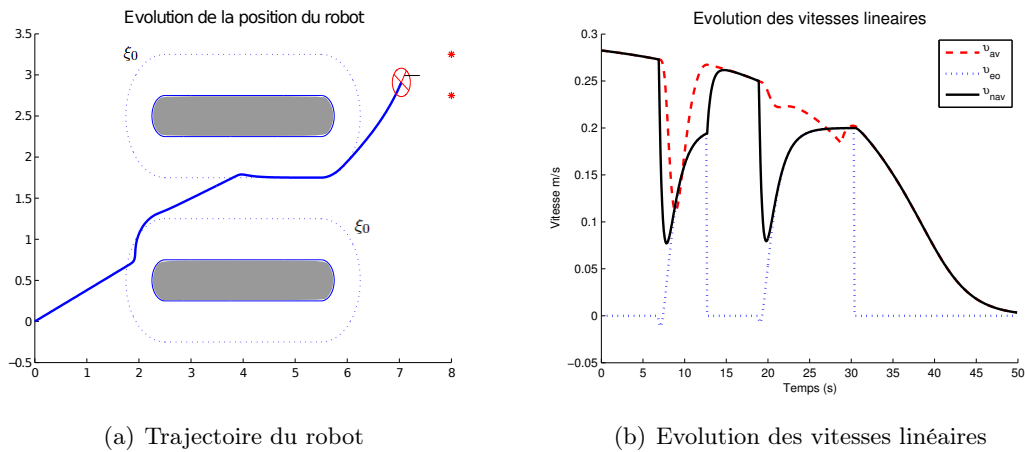 Evolution de la position du robot
3.5
3
2.5
2
1.5
1
0.5
0
−0.5
0 1 2 3 4 5 6 7 8
ξ0
ξ0
(a) Trajectoire du robot
Evolution des vitesses lineaires
0.3
0.25
0.2
0.15
0.1
0.05
0
−0.05
Vitesse m/s
0 5 10 15 20 25 30 35 40 45 50
Temps (s)
υav
υeo
υnav
(b) Evolution des vitesses linéaires